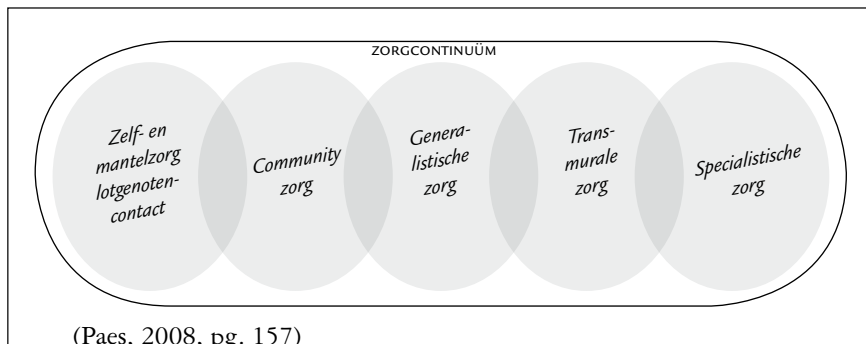 ZORGCONTINUÜM
Zelf- en
mantelzorg
lotgenoten-
contact
Community
zorg
Genera-
listische
zorg
Trans-
murale
zorg
Specialistische
zorg
(Paes, 2008, pg. 157)